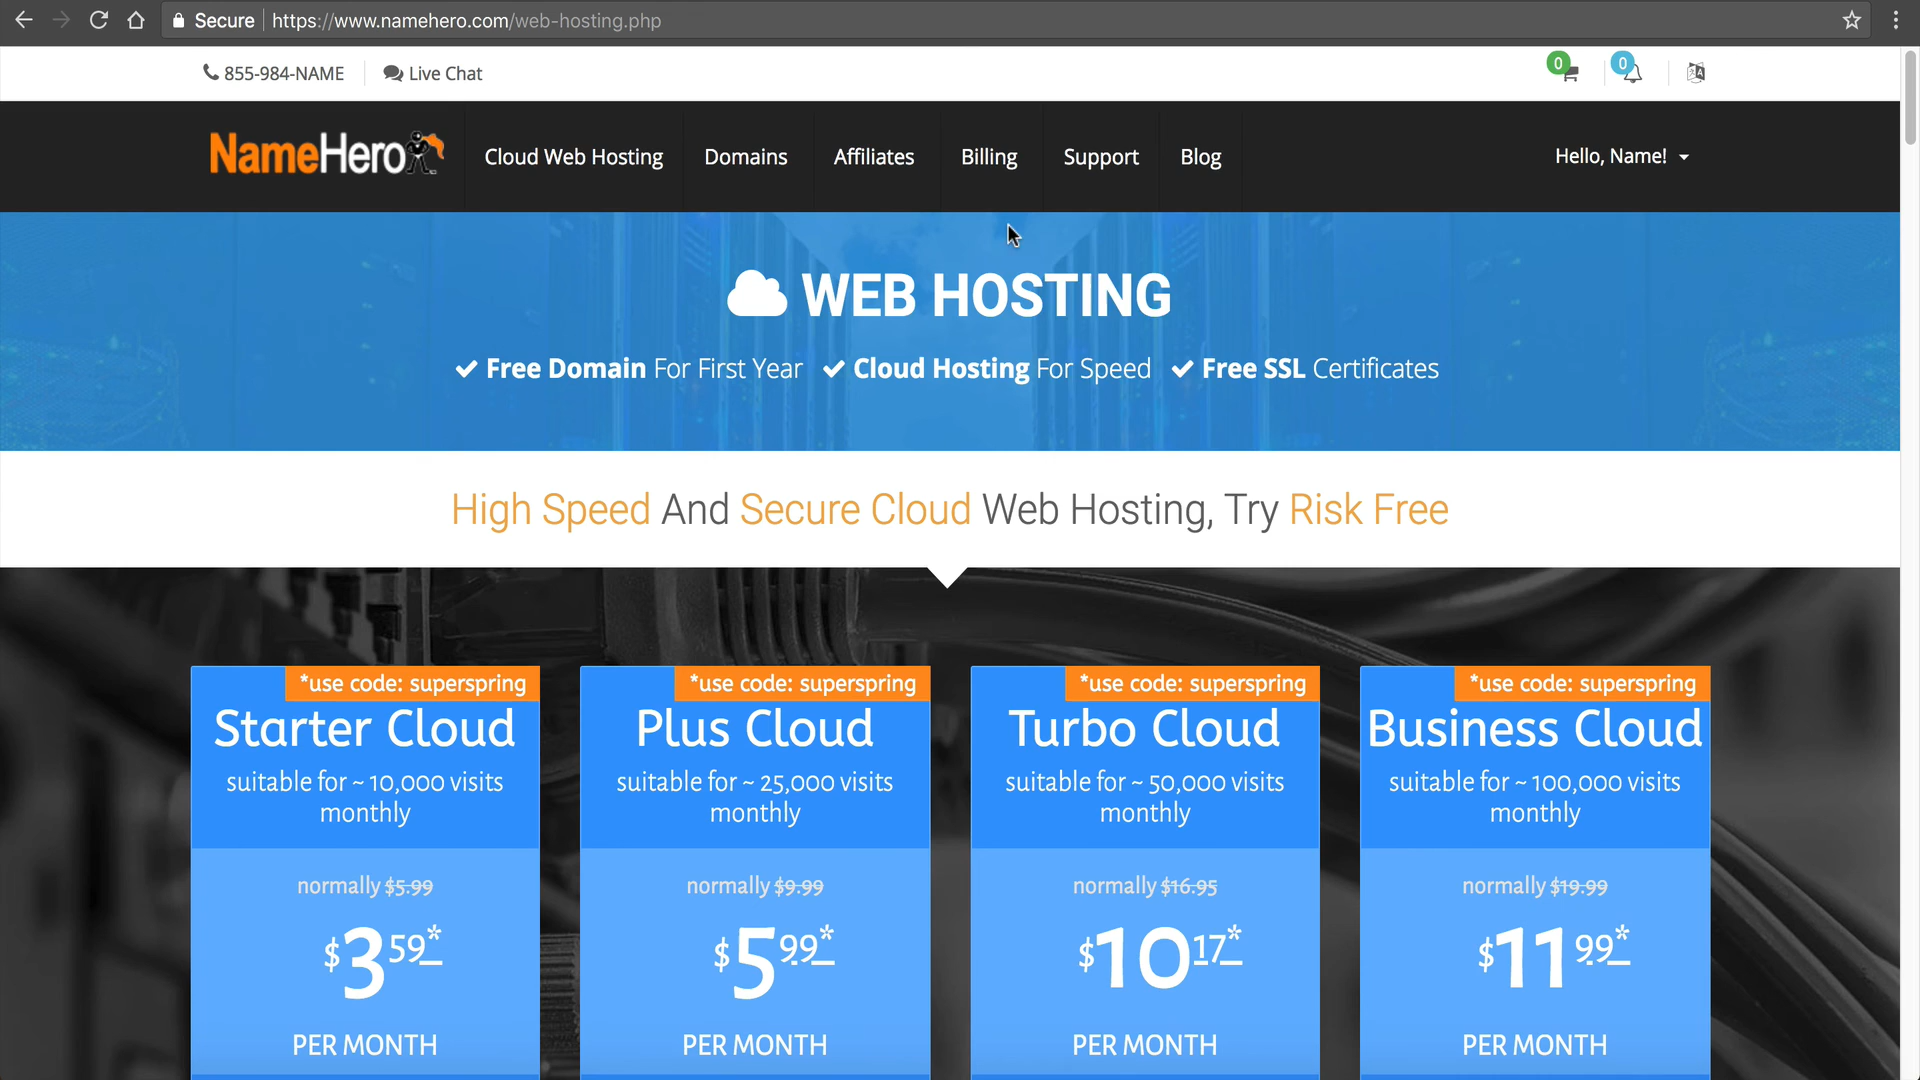 Secure https://www.namehero.com/web-hosting.php
855-984-NAME Live Chat 0 0
NameHero Cloud Web Hosting Domains Affiliates Billing Support Blog Hello, Name!
WEB HOSTING
Free Domain For First Year Cloud Hosting For Speed Free SSL Certificates
High Speed And Secure Cloud Web Hosting, Try Risk Free
*use code: superspring
Starter Cloud
suitable for ~ 10,000 visits
monthly
normally $5.99
$3 59*
PER MONTH
*use code: superspring
Plus Cloud
suitable for ~ 25,000 visits
monthly
normally $9.99
$5 99*
PER MONTH
*use code: superspring
Turbo Cloud
suitable for ~ 50,000 visits
monthly
normally $16.95
$10 17*
PER MONTH
*use code: superspring
Business Cloud
suitable for ~ 100,000 visits
monthly
normally $19.99
$11 99*
PER MONTH